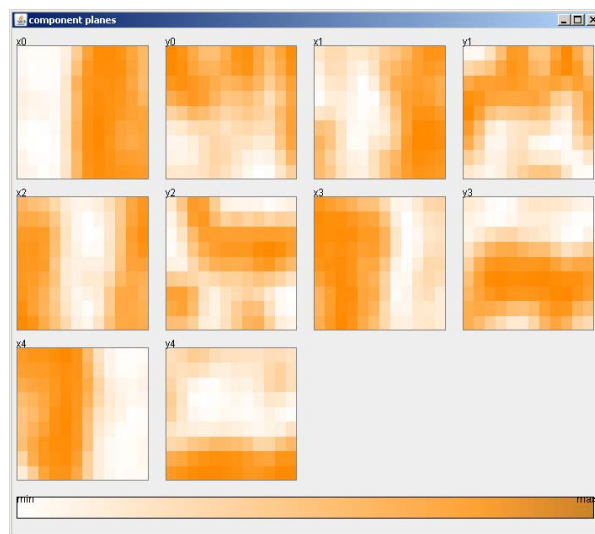 component planes
x0 y0 x1 y1
x2 y2 x3 y3
x4 y4
min